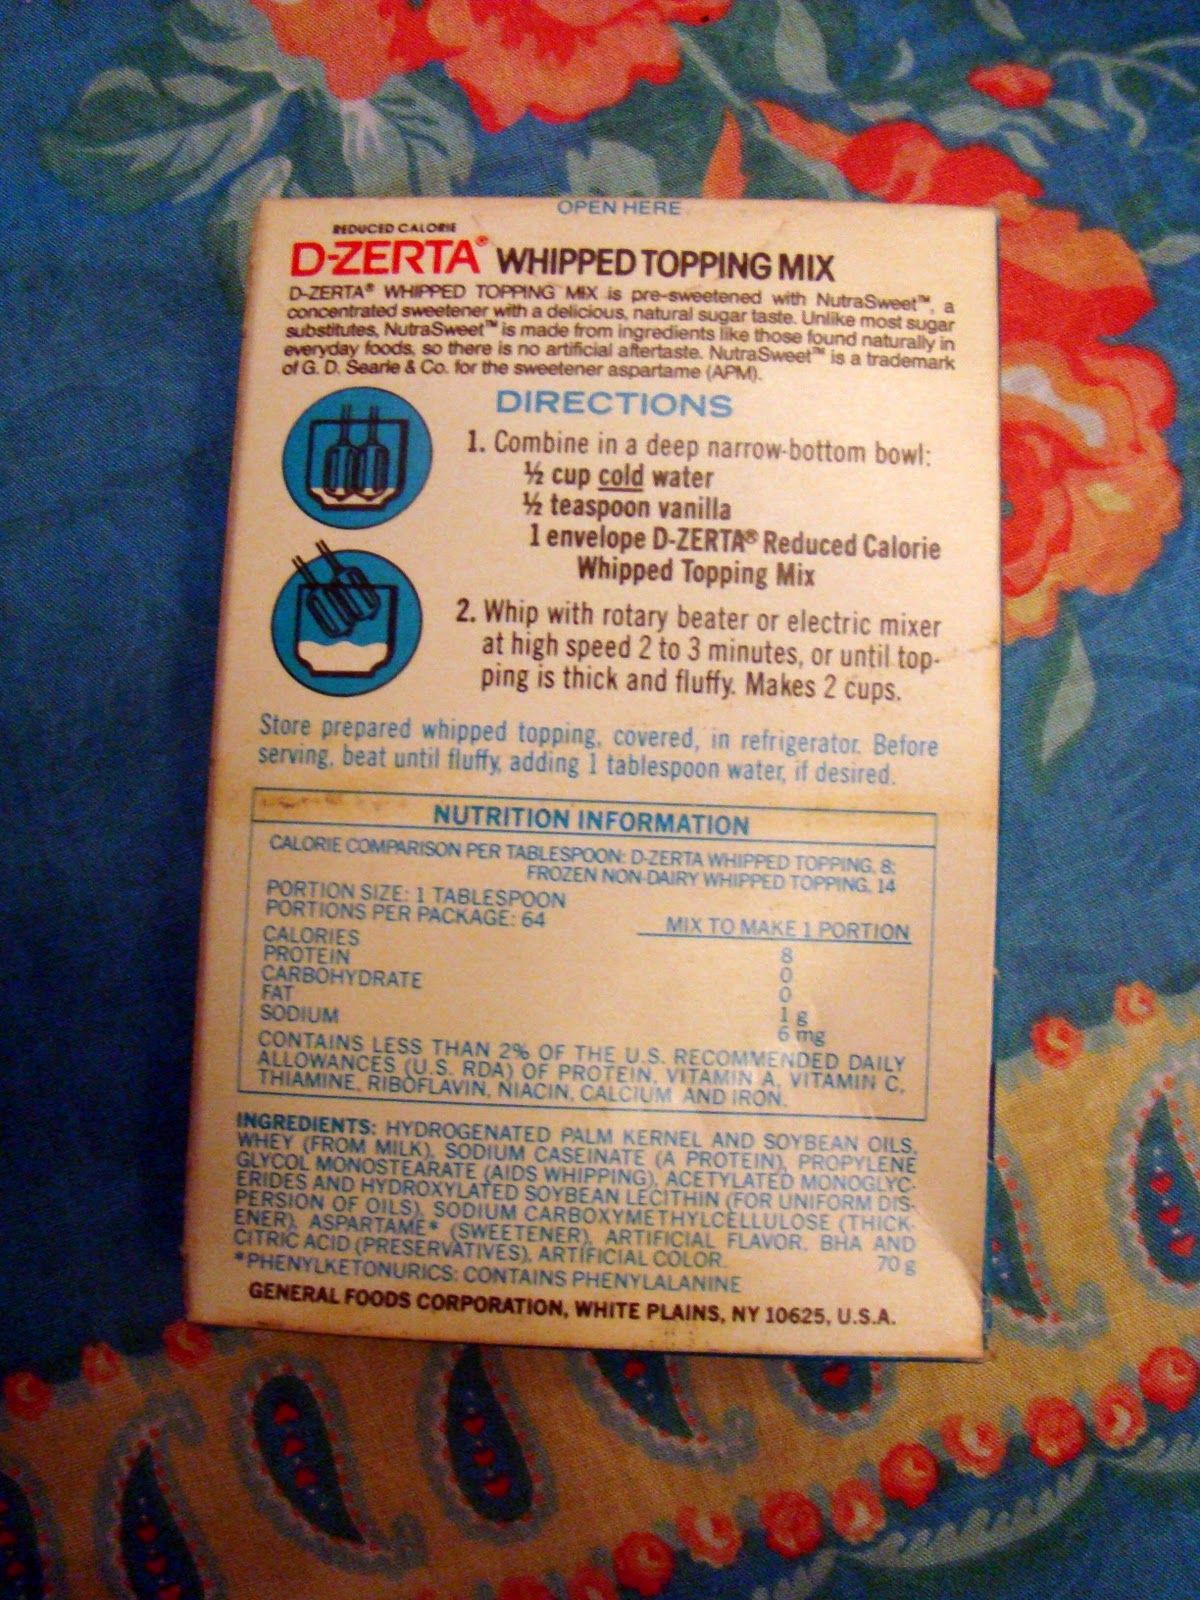 OPEN HERE
REDUCED CALORIE
D-ZERTA® WHIPPED TOPPING MIX
D-ZERTA® WHIPPED TOPPING MIX is pre-sweetened with NutraSweet™, a
concentrated sweetener with a delicious, natural sugar taste. Unlike most sugar
substitutes, NutraSweet™ is made from ingredients like those found naturally in
everyday foods, so there is no artificial aftertaste. NutraSweet™ is a trademark
of G. D. Searle & Co. for the sweetener aspartame (APM).
DIRECTIONS
1. Combine in a deep narrow-bottom bowl:
½ cup cold water
½ teaspoon vanilla
1 envelope D-ZERTA® Reduced Calorie
Whipped Topping Mix
2. Whip with rotary beater or electric mixer
at high speed 2 to 3 minutes, or until top-
ping is thick and fluffy. Makes 2 cups.
Store prepared whipped topping, covered, in refrigerator. Before
serving, beat until fluffy, adding 1 tablespoon water, if desired.
NUTRITION INFORMATION
CALORIE COMPARISON PER TABLESPOON: D-ZERTA WHIPPED TOPPING, 8;
FROZEN NON-DAIRY WHIPPED TOPPING, 14
PORTION SIZE: 1 TABLESPOON
PORTIONS PER PACKAGE: 64
MIX TO MAKE 1 PORTION
CALORIES 8
PROTEIN 0
CARBOHYDRATE 0
FAT 1 g
SODIUM 6 mg
CONTAINS LESS THAN 2% OF THE U.S. RECOMMENDED DAILY
ALLOWANCES (U.S. RDA) OF PROTEIN, VITAMIN A, VITAMIN C,
THIAMINE, RIBOFLAVIN, NIACIN, CALCIUM AND IRON.
INGREDIENTS: HYDROGENATED PALM KERNEL AND SOYBEAN OILS,
WHEY (FROM MILK), SODIUM CASEINATE (A PROTEIN), PROPYLENE
GLYCOL MONOSTEARATE (AIDS WHIPPING), ACETYLATED MONOGLYC-
ERIDES AND HYDROXYLATED SOYBEAN LECITHIN (FOR UNIFORM DIS-
PERSION OF OILS), SODIUM CARBOXYMETHYLCELLULOSE (THICK-
ENER), ASPARTAME* (SWEETENER), ARTIFICIAL FLAVOR, BHA AND
CITRIC ACID (PRESERVATIVES), ARTIFICIAL COLOR. 70 g
*PHENYLKETONURICS: CONTAINS PHENYLALANINE
GENERAL FOODS CORPORATION, WHITE PLAINS, NY 10625, U.S.A.